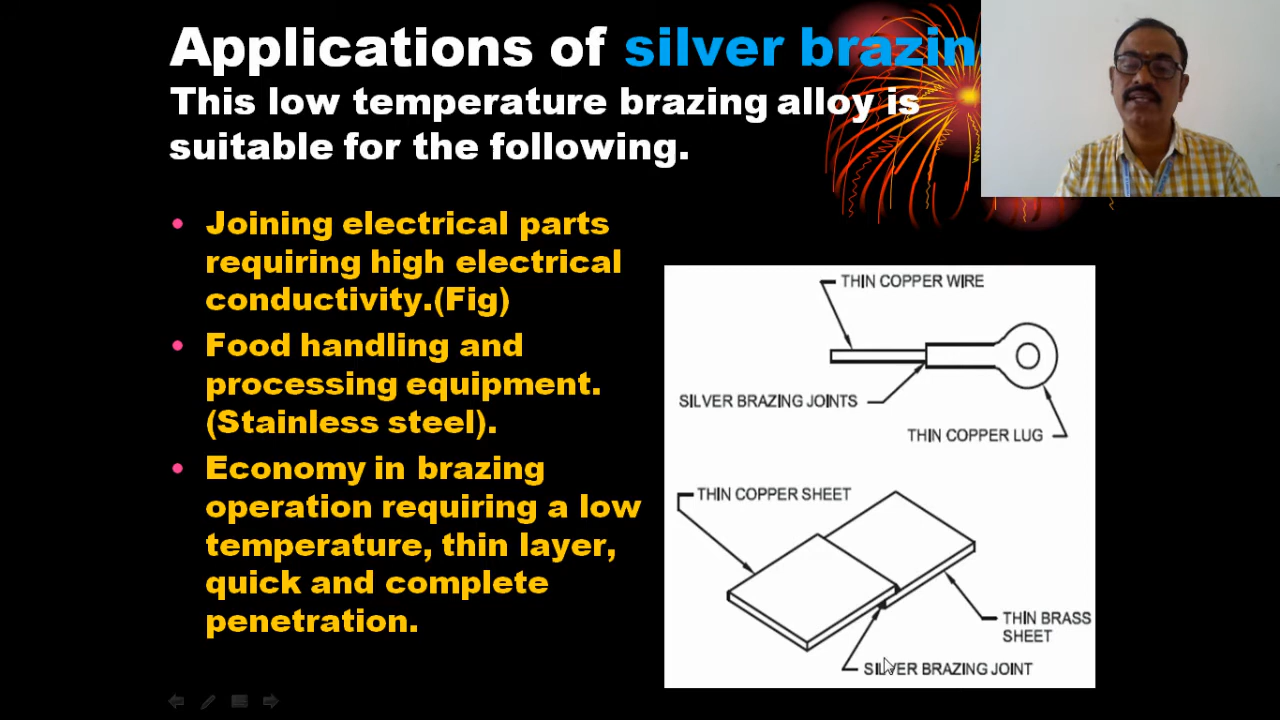 Applications of silver brazin
This low temperature brazing alloy is
suitable for the following.
• Joining electrical parts
requiring high electrical
conductivity.(Fig)
• Food handling and
processing equipment.
(Stainless steel).
• Economy in brazing
operation requiring a low
temperature, thin layer,
quick and complete
penetration.
THIN COPPER WIRE
SILVER BRAZING JOINTS
THIN COPPER LUG
THIN COPPER SHEET
THIN BRASS
SHEET
SILVER BRAZING JOINT